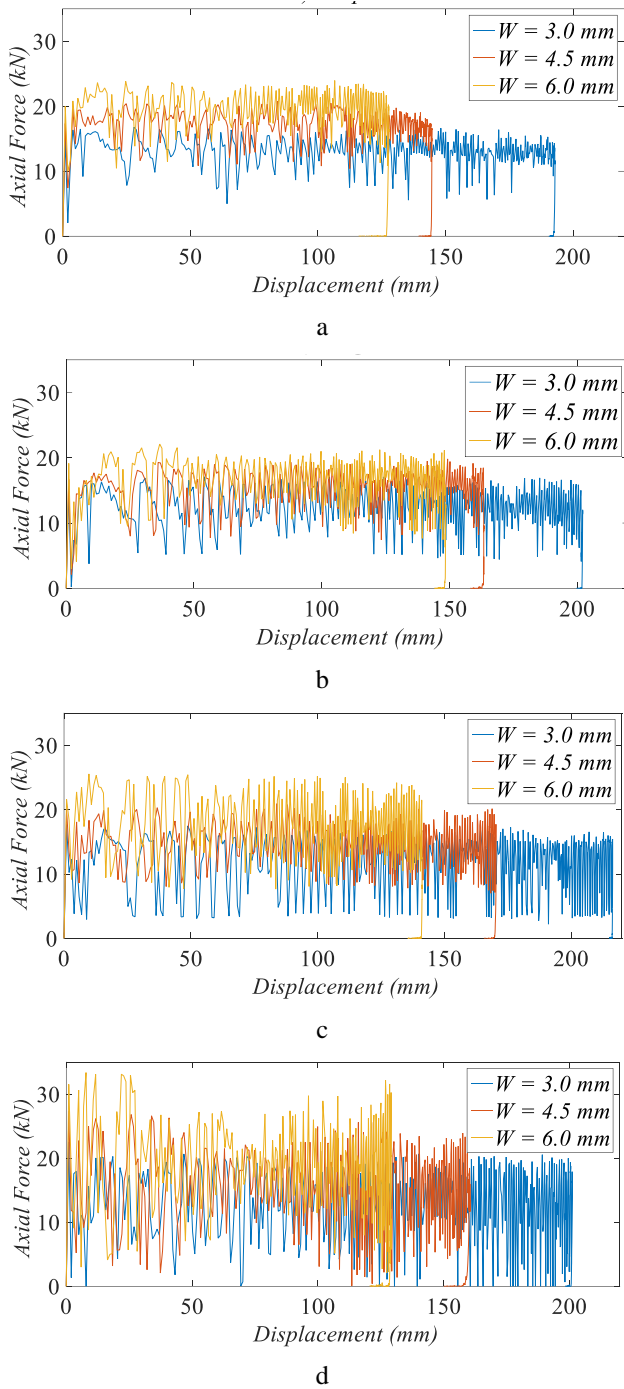 W = 3.0 mm
W = 4.5 mm
W = 6.0 mm
Axial Force (kN)
30
20
10
0
0 50 100 150 200
Displacement (mm)
a
W = 3.0 mm
W = 4.5 mm
W = 6.0 mm
Axial Force (kN)
30
20
10
0
0 50 100 150 200
Displacement (mm)
b
W = 3.0 mm
W = 4.5 mm
W = 6.0 mm
Axial Force (kN)
30
20
10
0
0 50 100 150 200
Displacement (mm)
c
W = 3.0 mm
W = 4.5 mm
W = 6.0 mm
Axial Force (kN)
30
20
10
0
0 50 100 150 200
Displacement (mm)
d